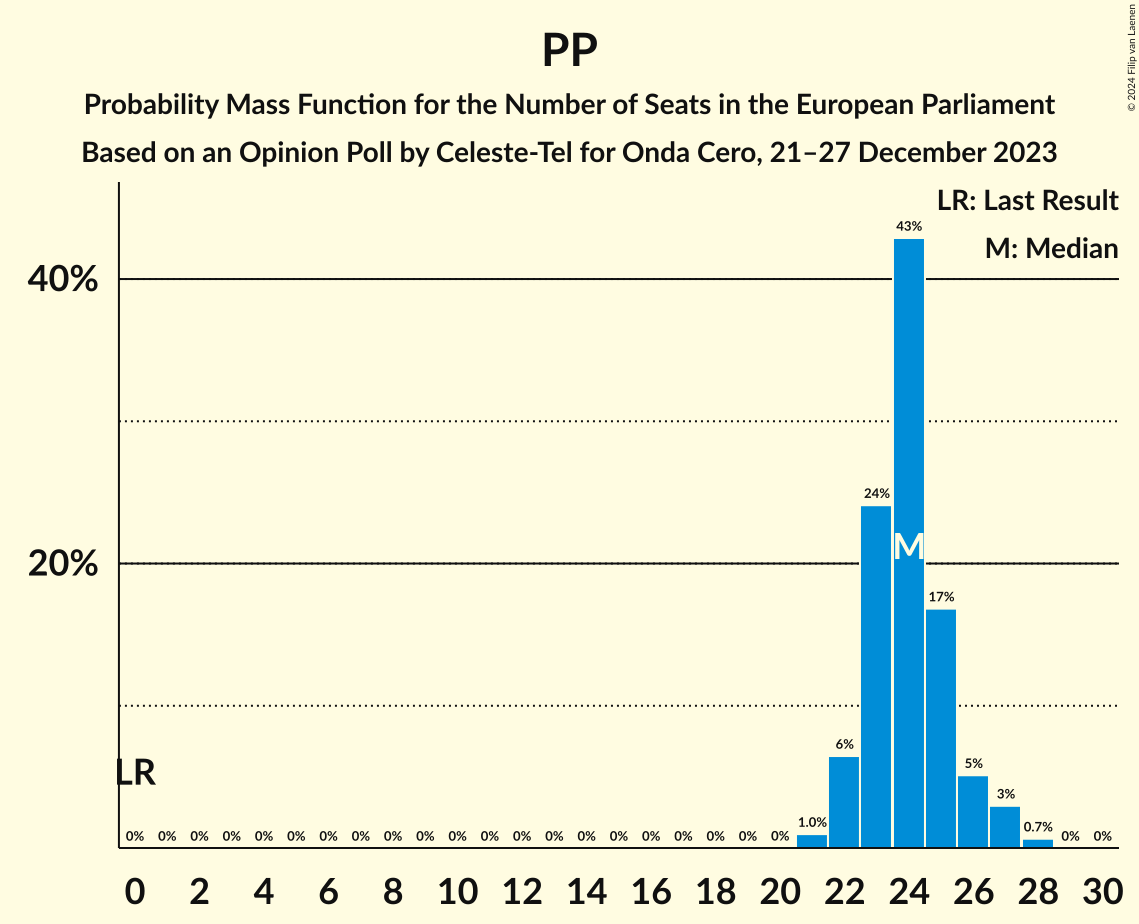 PP
Probability Mass Function for the Number of Seats in the European Parliament
Based on an Opinion Poll by Celeste-Tel for Onda Cero, 21–27 December 2023
© 2024 Filip van Laenen
LR: Last Result
M: Median
40%
20%
43%
24%
M
17%
6%
5%
3%
LR
0% 0% 0% 0% 0% 0% 0% 0% 0% 0% 0% 0% 0% 0% 0% 0% 0% 0% 0% 0% 0% 1.0% 0.7% 0% 0%
0 2 4 6 8 10 12 14 16 18 20 22 24 26 28 30